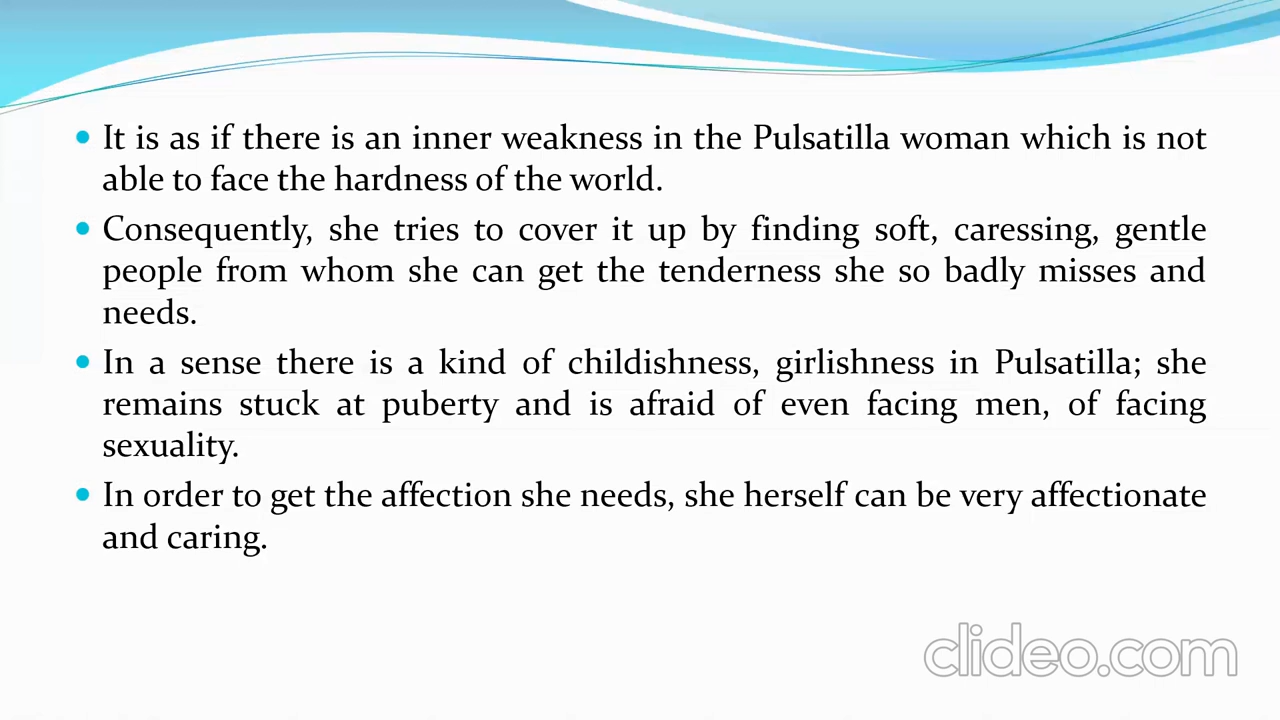 • It is as if there is an inner weakness in the Pulsatilla woman which is not
able to face the hardness of the world.
• Consequently, she tries to cover it up by finding soft, caressing, gentle
people from whom she can get the tenderness she so badly misses and
needs.
• In a sense there is a kind of childishness, girlishness in Pulsatilla; she
remains stuck at puberty and is afraid of even facing men, of facing
sexuality.
• In order to get the affection she needs, she herself can be very affectionate
and caring.
clideo.com